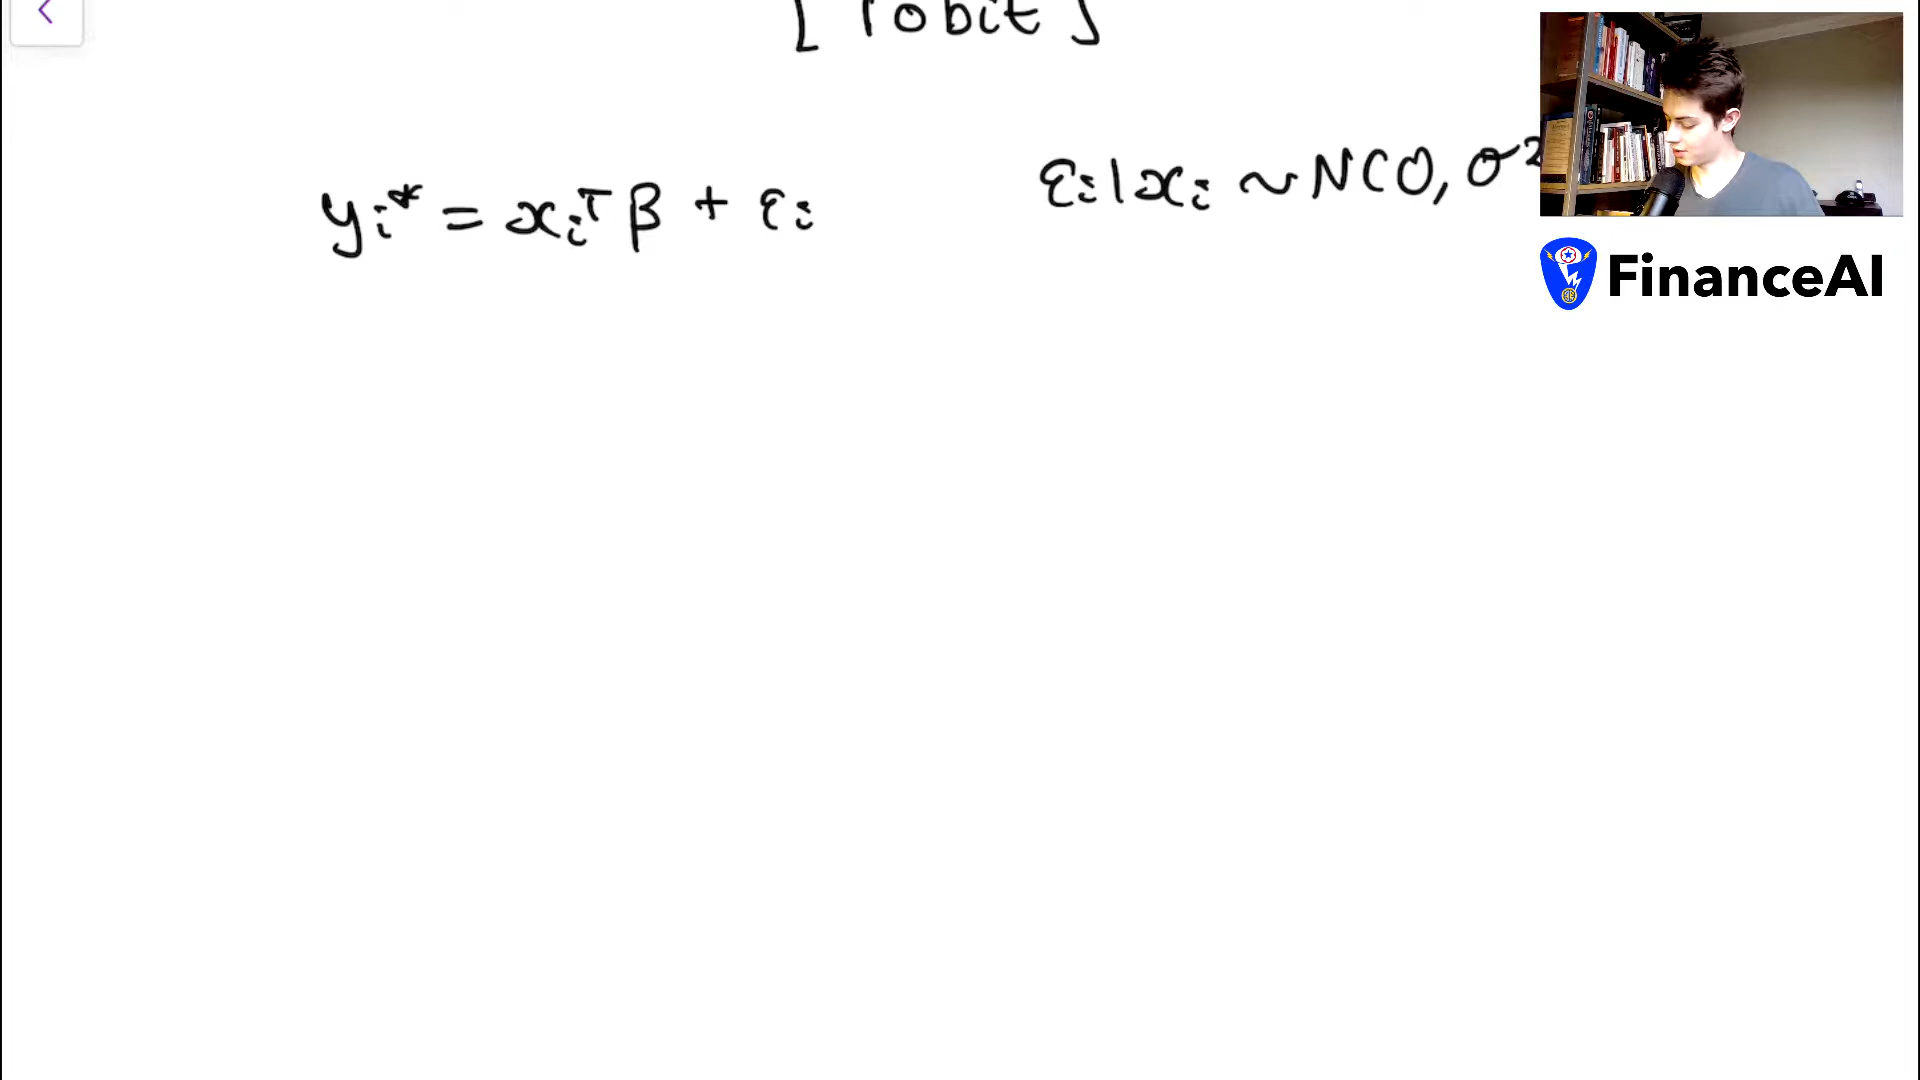 [Tobit]
yᵢ* = xᵢᵀβ + εᵢ
εᵢ|xᵢ ~ N(0, σ²
FinanceAI